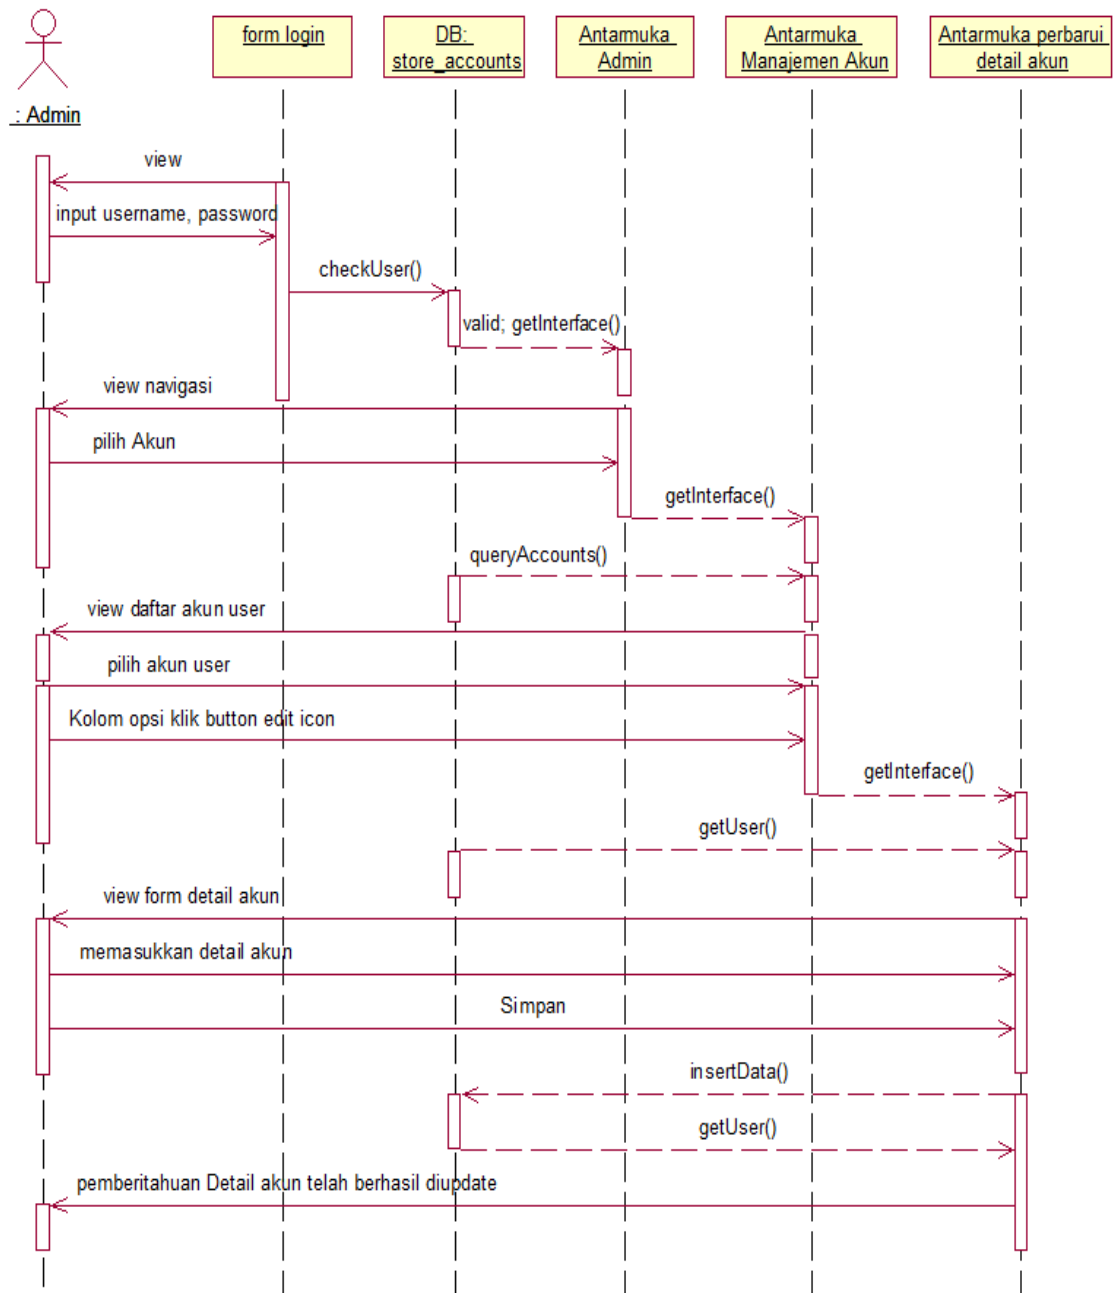 form login
DB:
store_accounts
Antarmuka
Admin
Antarmuka
Manajemen Akun
Antarmuka perbarui
detail akun
: Admin
view
input username, password
checkUser()
valid; getInterface()
view navigasi
pilih Akun
getInterface()
queryAccounts()
view daftar akun user
pilih akun user
Kolom opsi klik button edit icon
getInterface()
getUser()
view form detail akun
memasukkan detail akun
Simpan
insertData()
getUser()
pemberitahuan Detail akun telah berhasil diupdate